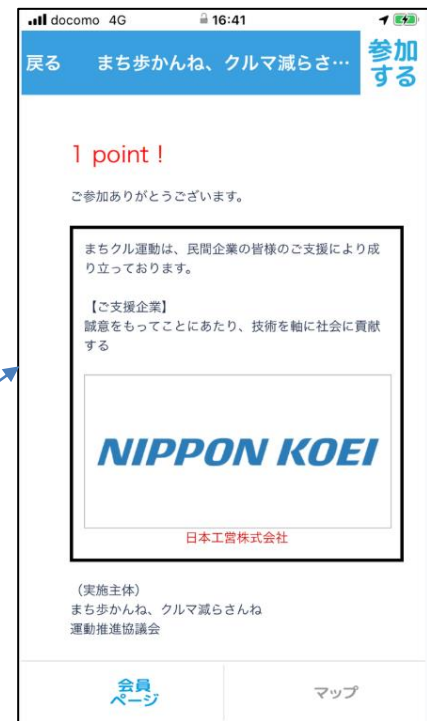 docomo 4G 16:41
戻る まち歩かんね、クルマ減らさ… 参加
する
1 point！
ご参加ありがとうございます。
まちクル運動は、民間企業の皆様のご支援により成
り立っております。
【ご支援企業】
誠意をもってことにあたり、技術を軸に社会に貢献
する
NIPPON KOEI
日本工営株式会社
（実施主体）
まち歩かんね、クルマ減らさんね
運動推進協議会
会員
ページ
マップ